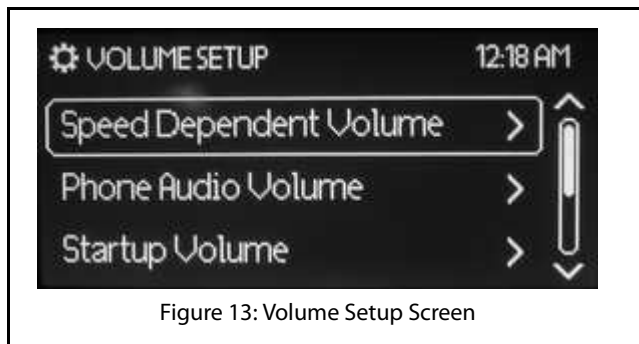 VOLUME SETUP 12:18 AM
Speed Dependent Volume
Phone Audio Volume
Startup Volume
Figure 13: Volume Setup Screen